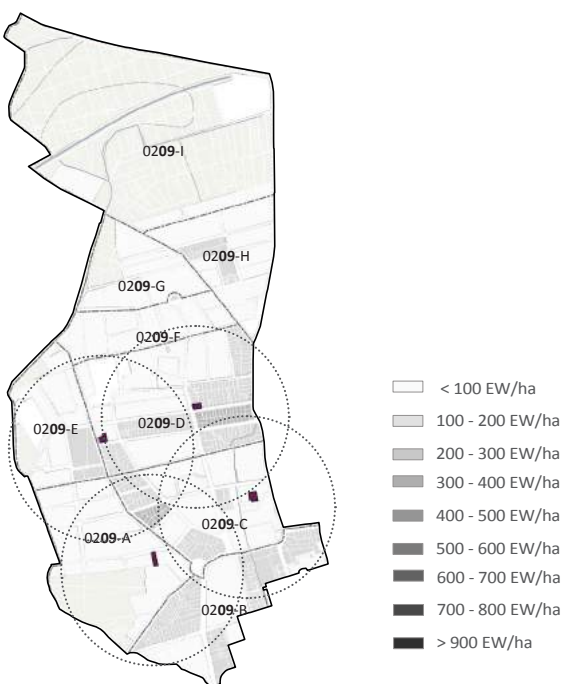 0209-I
0209-H
0209-G
0209-F
0209-E
0209-D
0209-C
0209-A
0209-B
< 100 EW/ha
100 - 200 EW/ha
200 - 300 EW/ha
300 - 400 EW/ha
400 - 500 EW/ha
500 - 600 EW/ha
600 - 700 EW/ha
700 - 800 EW/ha
> 900 EW/ha